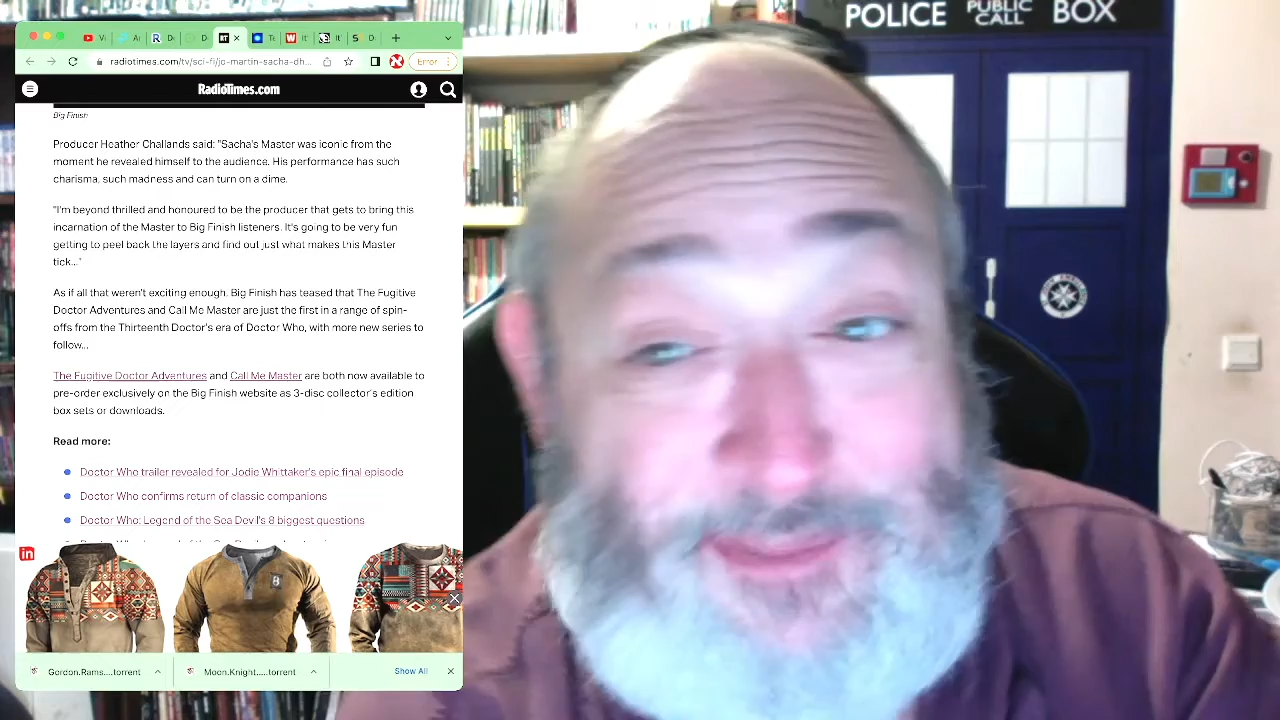 POLICE PUBLIC CALL BOX
Error
radiotimes.com/tv/sci-fi/jo-martin-sacha-dh...
RadioTimes.com
Big Finish
Producer Heather Challands said: "Sacha's Master was iconic from the
moment he revealed himself to the audience. His performance has such
charisma, such madness and can turn on a dime.
"I'm beyond thrilled and honoured to be the producer that gets to bring this
incarnation of the Master to Big Finish listeners. It's going to be very fun
getting to peel back the layers and find out just what makes this Master
tick..."
As if all that weren't exciting enough, Big Finish has teased that The Fugitive
Doctor Adventures and Call Me Master are just the first in a range of spin-
offs from the Thirteenth Doctor's era of Doctor Who, with more new series to
follow...
The Fugitive Doctor Adventures and Call Me Master are both now available to
pre-order exclusively on the Big Finish website as 3-disc collector's edition
box sets or downloads.
Read more:
Doctor Who trailer revealed for Jodie Whittaker's epic final episode
Doctor Who confirms return of classic companions
Doctor Who: Legend of the Sea Devil's 8 biggest questions
in
B
Gordon.Rams....torrent
Moon.Knight......torrent
Show All